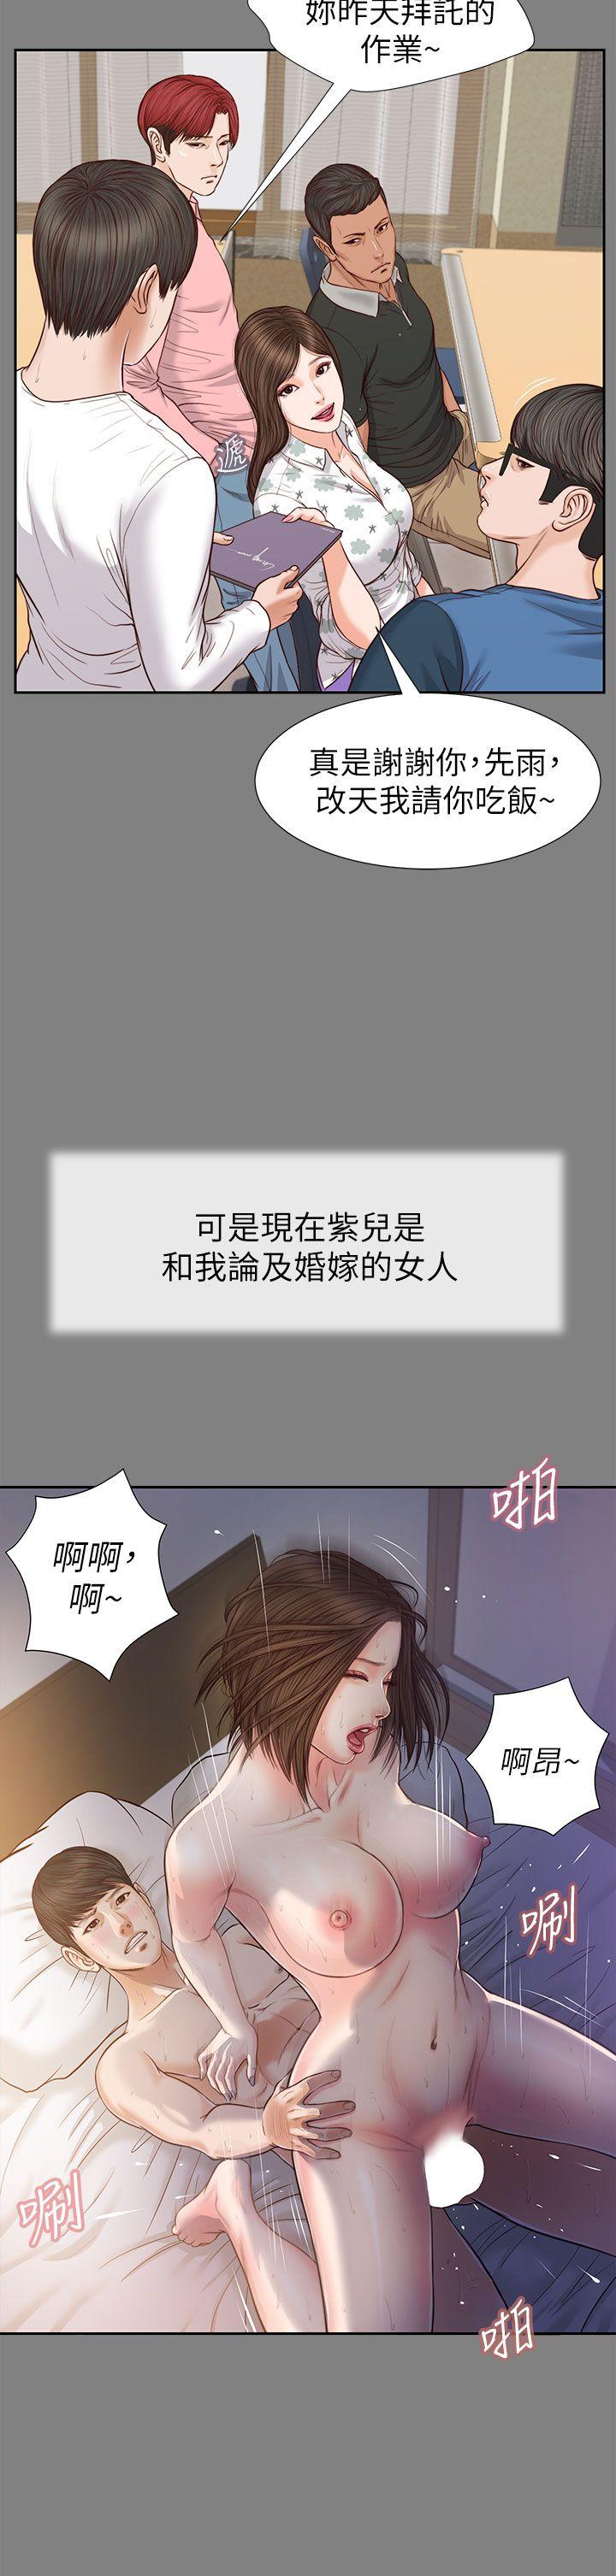 妳昨天拜託的
作業~
遞
真是謝謝你，先雨，
改天我請你吃飯~
可是現在紫兒是
和我論及婚嫁的女人
啪
啊啊，
啊~
啊昂~
唰
唰
啪